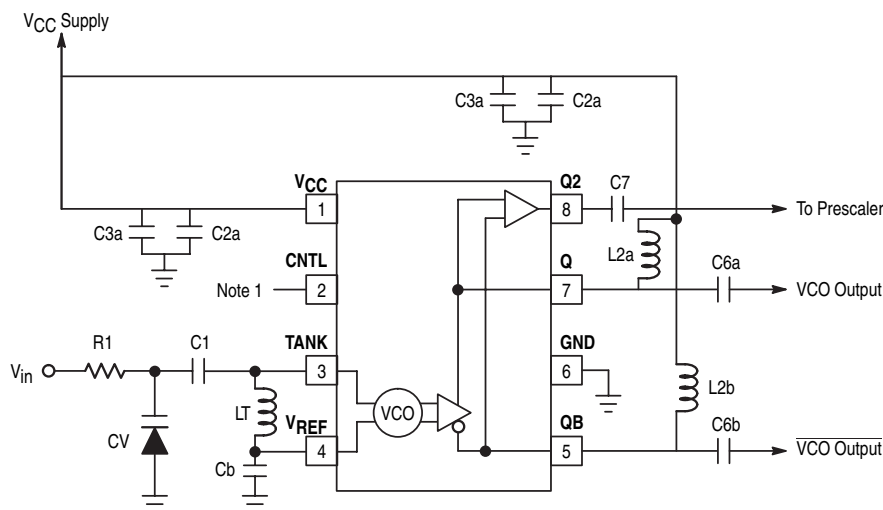 VCC Supply
C3a
C2a
VCC
1
Q2
8
C7
To Prescaler
C3a
C2a
L2a
CNTL
Note 1
2
Q
7
C6a
VCO Output
R1
C1
TANK
3
GND
6
Vin
LT
L2b
VREF
4
VCO
CV
Cb
QB
5
C6b
VCO Output